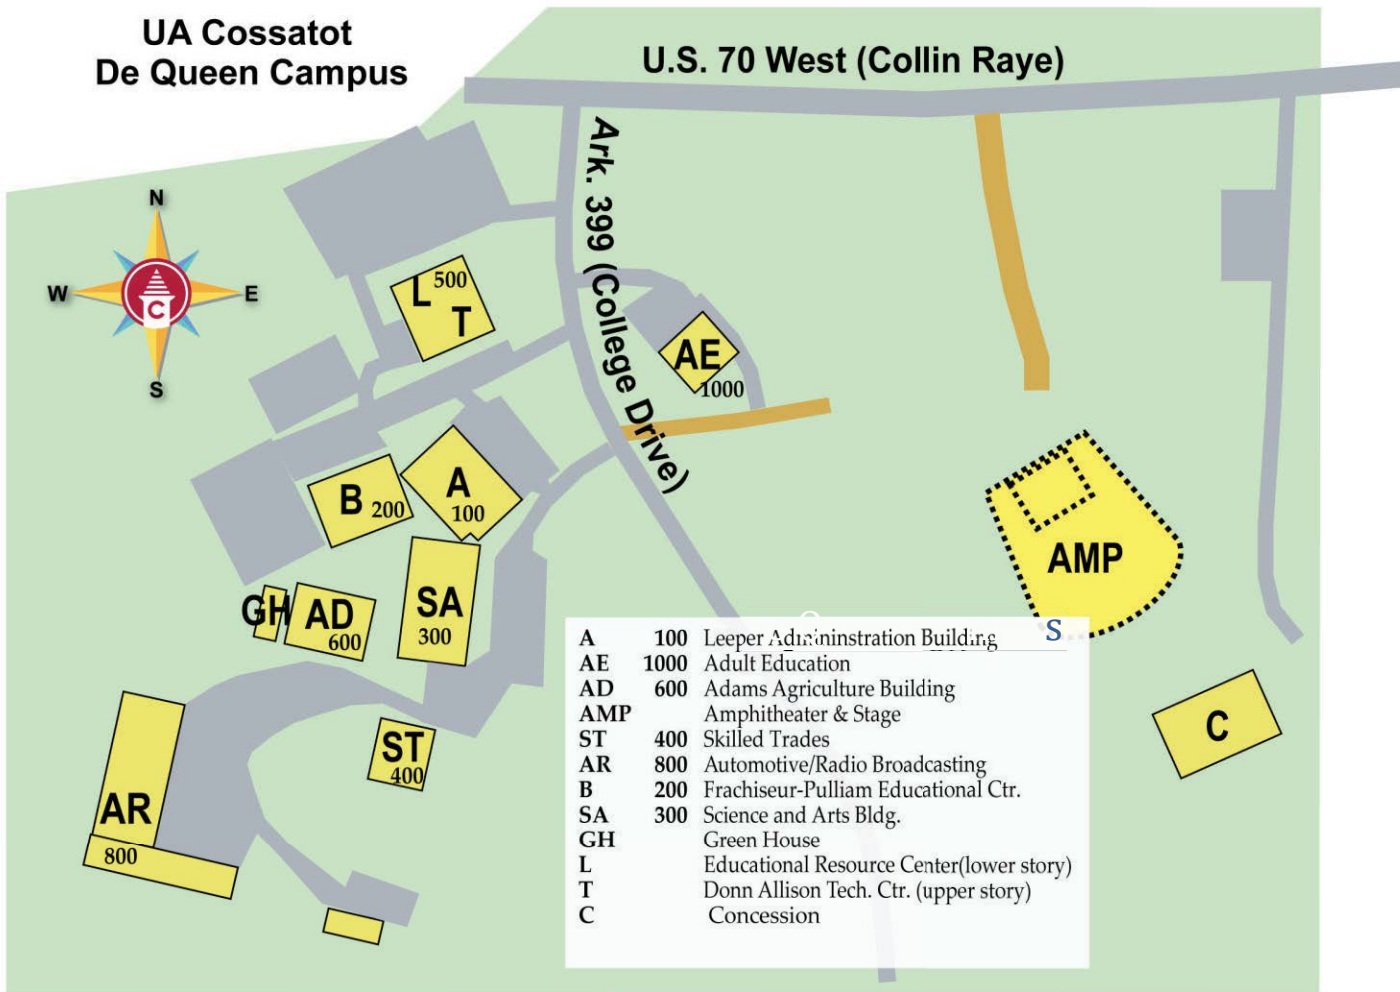 UA Cossatot
De Queen Campus
U.S. 70 West (Collin Raye)
Ark. 399 (College Drive)
N
W
E
S
C
L 500
T
AE
1000
A
100
B 200
SA
300
GH
AD
600
AMP
ST
400
AR
800
C
S
A 100 Leeper Admininstration Building
AE 1000 Adult Education
AD 600 Adams Agriculture Building
AMP Amphitheater & Stage
ST 400 Skilled Trades
AR 800 Automotive/Radio Broadcasting
B 200 Frachiseur-Pulliam Educational Ctr.
SA 300 Science and Arts Bldg.
GH Green House
L Educational Resource Center(lower story)
T Donn Allison Tech. Ctr. (upper story)
C Concession